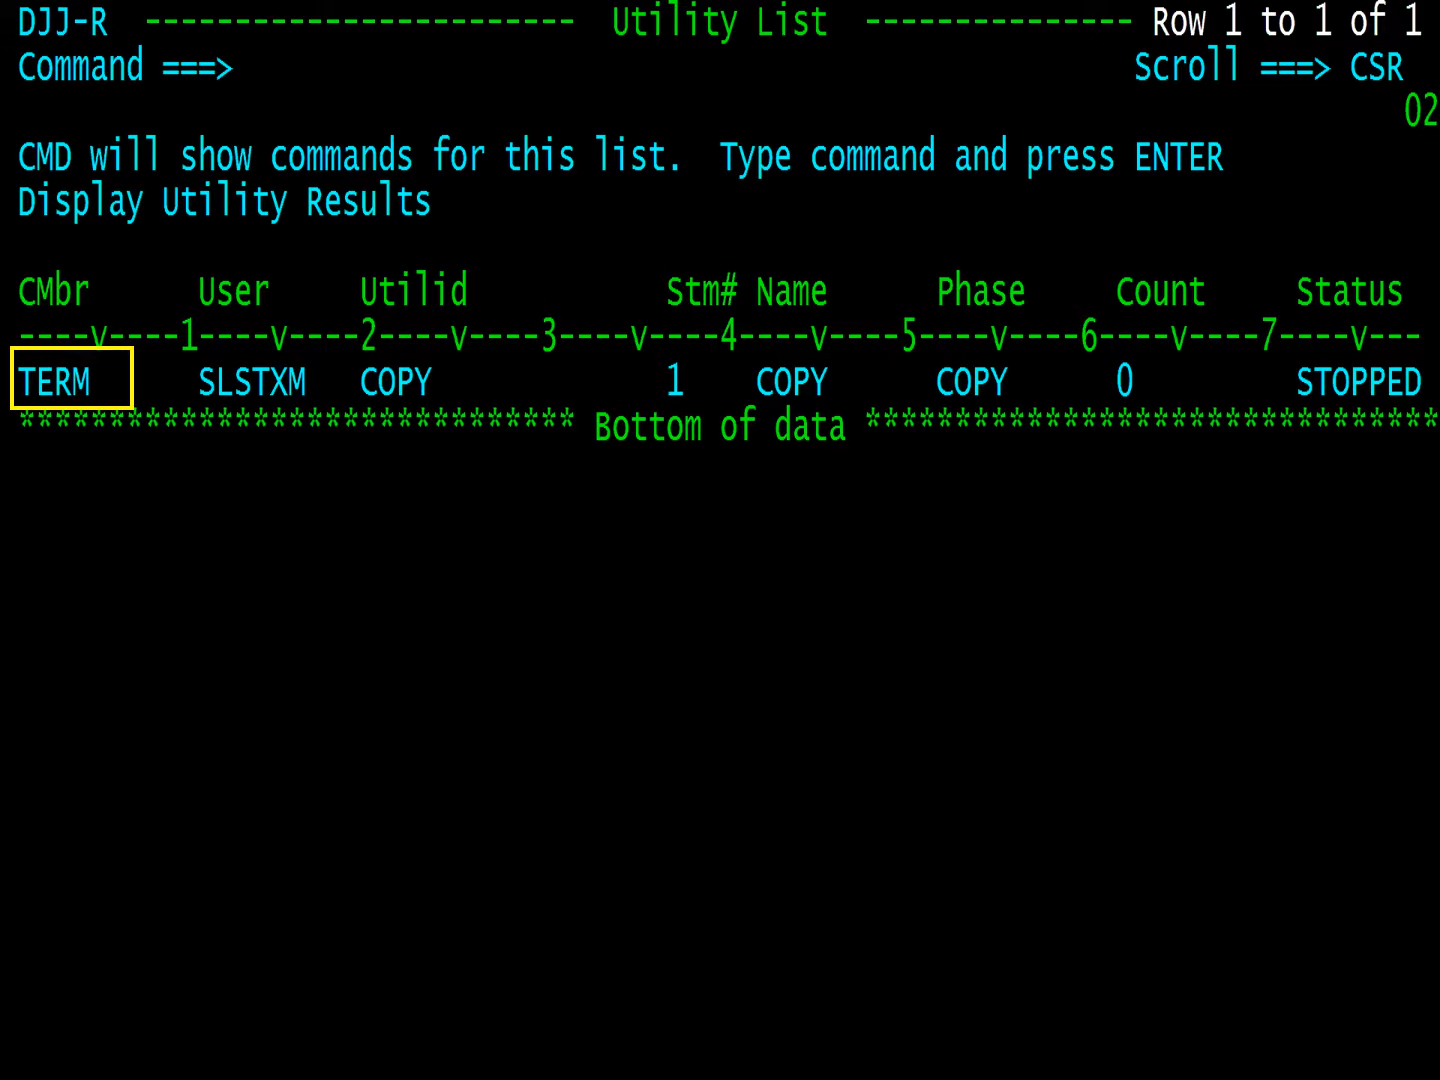 DJJ-R ------------------------ Utility List --------------- Row 1 to 1 of 1
Command ===> Scroll ===> CSR
O2
CMD will show commands for this list. Type command and press ENTER
Display Utility Results
CMbr User Utilid Stm# Name Phase Count Status
----v----1----v----2----v----3----v----4----v----5----v----6----v----7----v---
TERM SLSTXM COPY 1 COPY COPY 0 STOPPED
******************************* Bottom of data ********************************